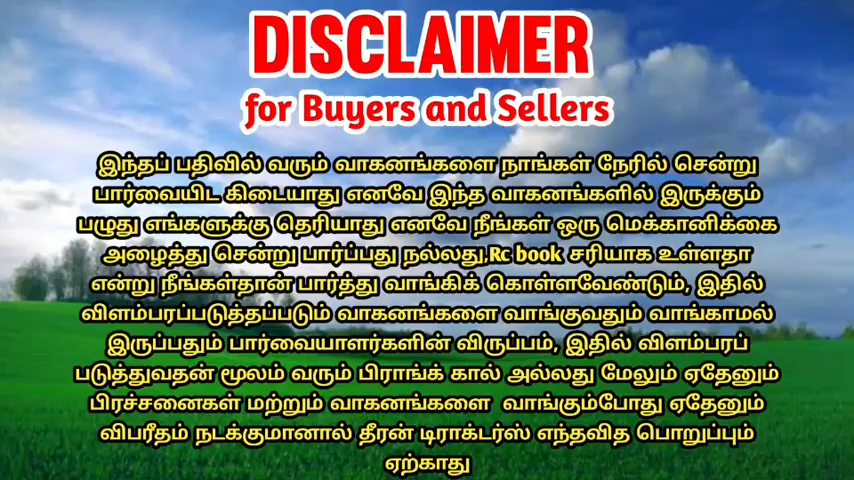 DISCLAIMER
for Buyers and Sellers
இந்தப் பதிவில் வரும் வாகனங்களை நாங்கள் நேரில் சென்று
பார்வையிட கிடையாது எனவே இந்த வாகனங்களில் இருக்கும்
பழுது எங்களுக்கு தெரியாது எனவே நீங்கள் ஒரு மெக்கானிக்கை
அழைத்து சென்று பார்ப்பது நல்லது,Rc book சரியாக உள்ளதா
என்று நீங்கள்தான் பார்த்து வாங்கிக் கொள்ளவேண்டும், இதில்
விளம்பரப்படுத்தப்படும் வாகனங்களை வாங்குவதும் வாங்காமல்
இருப்பதும் பார்வையாளர்களின் விருப்பம், இதில் விளம்பரப்
படுத்துவதன் மூலம் வரும் பிராங்க் கால் அல்லது மேலும் ஏதேனும்
பிரச்சனைகள் மற்றும் வாகனங்களை வாங்கும்போது ஏதேனும்
விபரீதம் நடக்குமானால் தீரன் டிராக்டர்ஸ் எந்தவித பொறுப்பும்
ஏற்காது